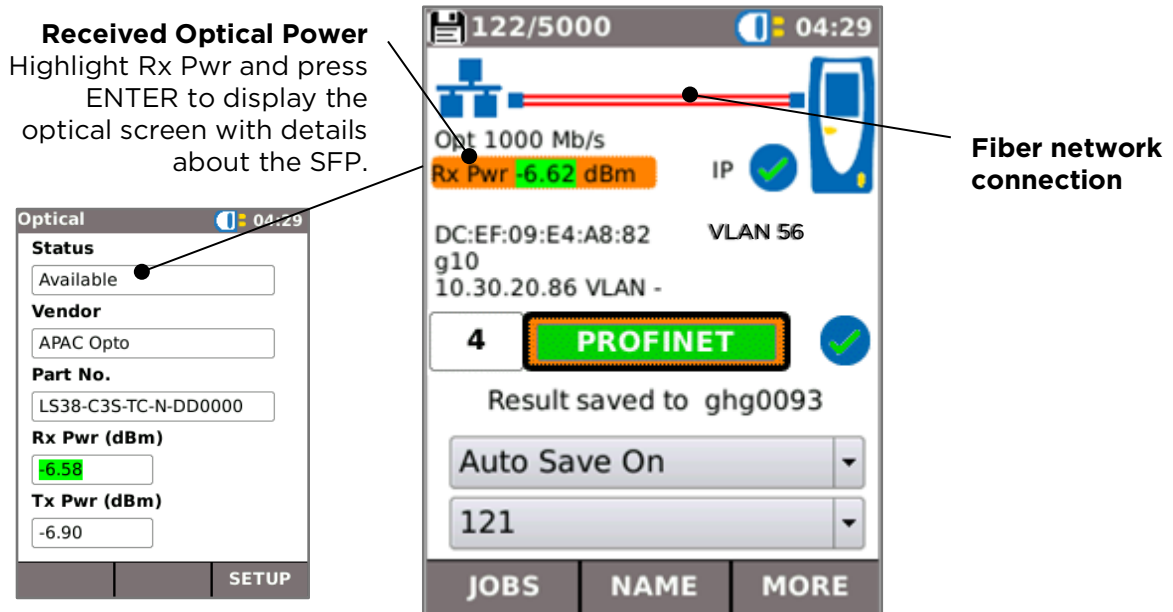 Received Optical Power
Highlight Rx Pwr and press
ENTER to display the
optical screen with details
about the SFP.
Optical 04:29
Status
Available
Vendor
APAC Opto
Part No.
LS38-C3S-TC-N-DD0000
Rx Pwr (dBm)
-6.58
Tx Pwr (dBm)
-6.90
SETUP
122/5000 04:29
Opt 1000 Mb/s
Rx Pwr -6.62 dBm IP
DC:EF:09:E4:A8:82 VLAN 56
g10
10.30.20.86 VLAN -
4 PROFINET
Result saved to ghg0093
Auto Save On
121
JOBS NAME MORE
Fiber network
connection